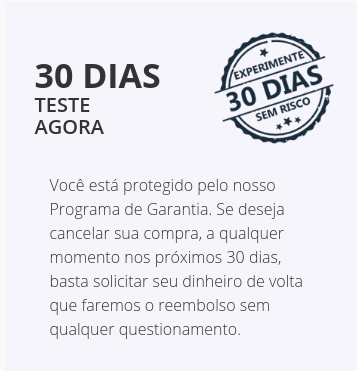 30 DIAS
TESTE
AGORA
EXPERIMENTE
30 DIAS
SEM RISCO
Você está protegido pelo nosso
Programa de Garantia. Se deseja
cancelar sua compra, a qualquer
momento nos próximos 30 dias,
basta solicitar seu dinheiro de volta
que faremos o reembolso sem
qualquer questionamento.